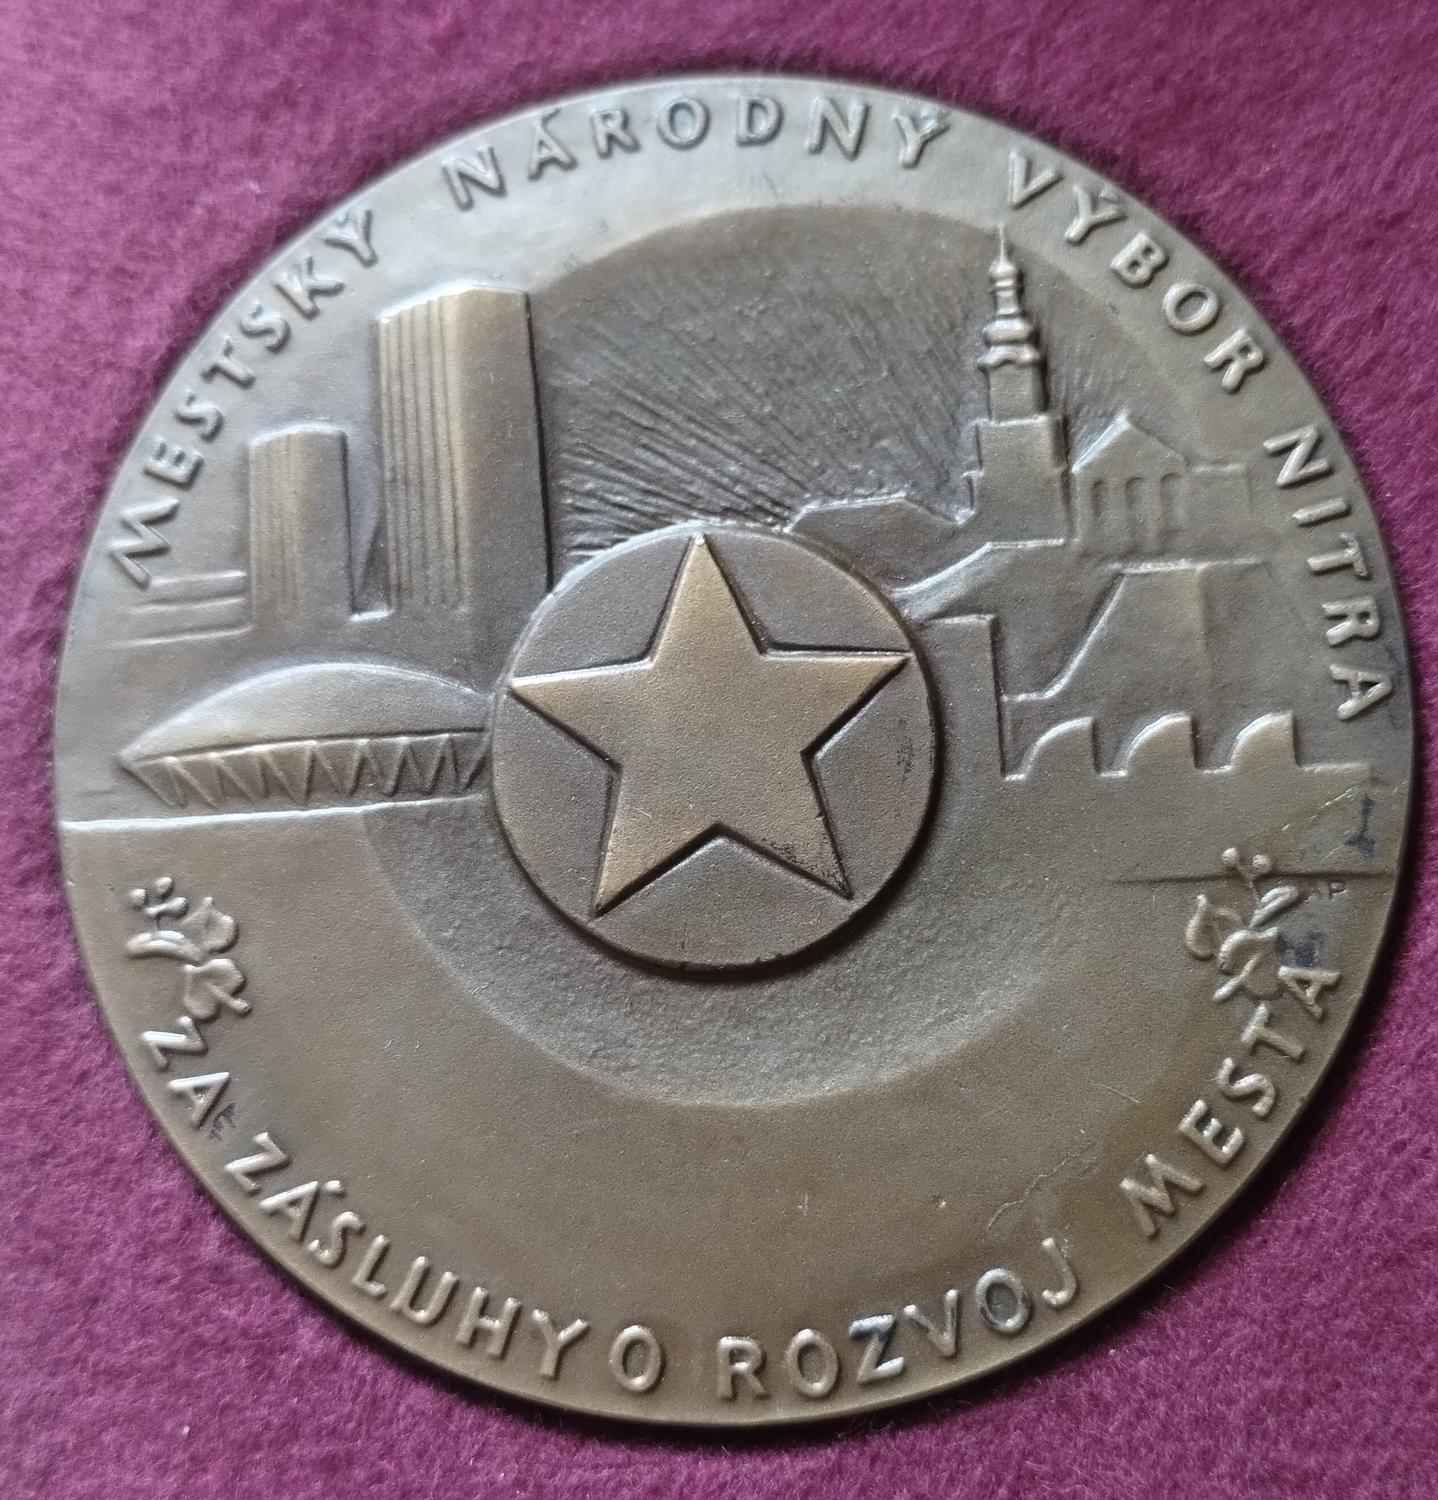 MESTSKÝ NÁRODNÝ VÝBOR NITRA
ZA ZÁSLUHY O ROZVOJ MESTA